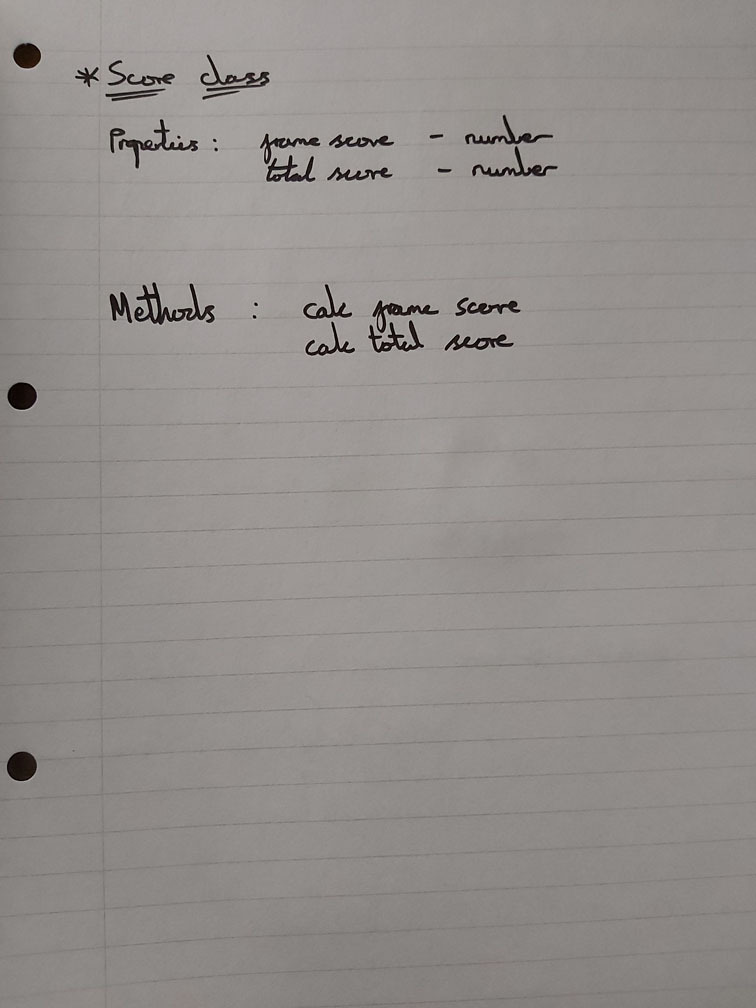 * Score class
Properties : frame score - number
total score - number
Methods : calc frame score
calc total score